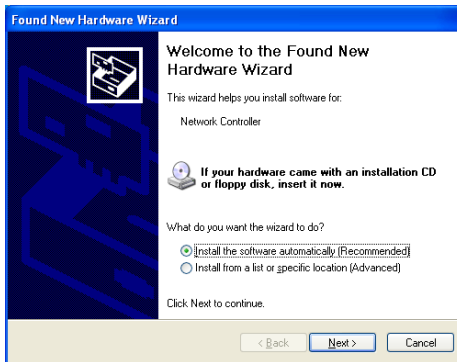 Found New Hardware Wizard
Welcome to the Found New
Hardware Wizard
This wizard helps you install software for:
Network Controller
If your hardware came with an installation CD
or floppy disk, insert it now.
What do you want the wizard to do?
Install the software automatically (Recommended)
Install from a list or specific location (Advanced)
Click Next to continue.
< Back Next > Cancel